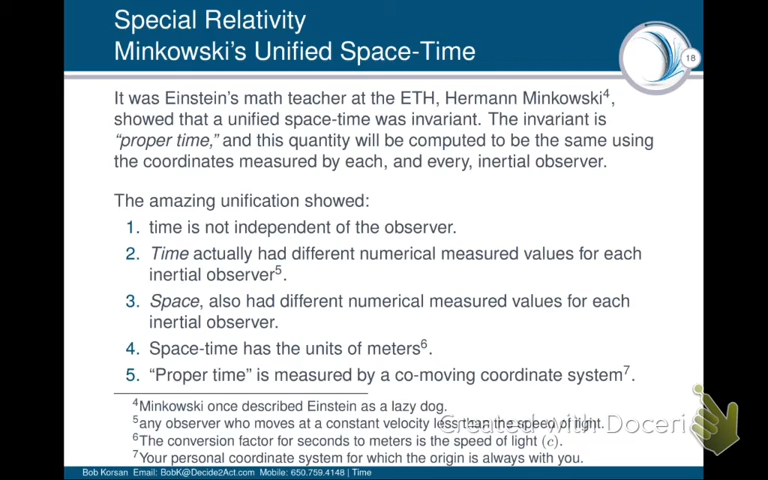 Special Relativity
Minkowski's Unified Space-Time
18
It was Einstein's math teacher at the ETH, Hermann Minkowski⁴,
showed that a unified space-time was invariant. The invariant is
"proper time," and this quantity will be computed to be the same using
the coordinates measured by each, and every, inertial observer.
The amazing unification showed:
1. time is not independent of the observer.
2. Time actually had different numerical measured values for each
inertial observer⁵.
3. Space, also had different numerical measured values for each
inertial observer.
4. Space-time has the units of meters⁶.
5. "Proper time" is measured by a co-moving coordinate system⁷.
⁴Minkowski once described Einstein as a lazy dog.
⁵any observer who moves at a constant velocity less than the speed of light.
Created with Doceri
⁶The conversion factor for seconds to meters is the speed of light (c).
⁷Your personal coordinate system for which the origin is always with you.
Bob Korsan Email: BobK@Decide2Act.com Mobile: 650.759.4148 | Time